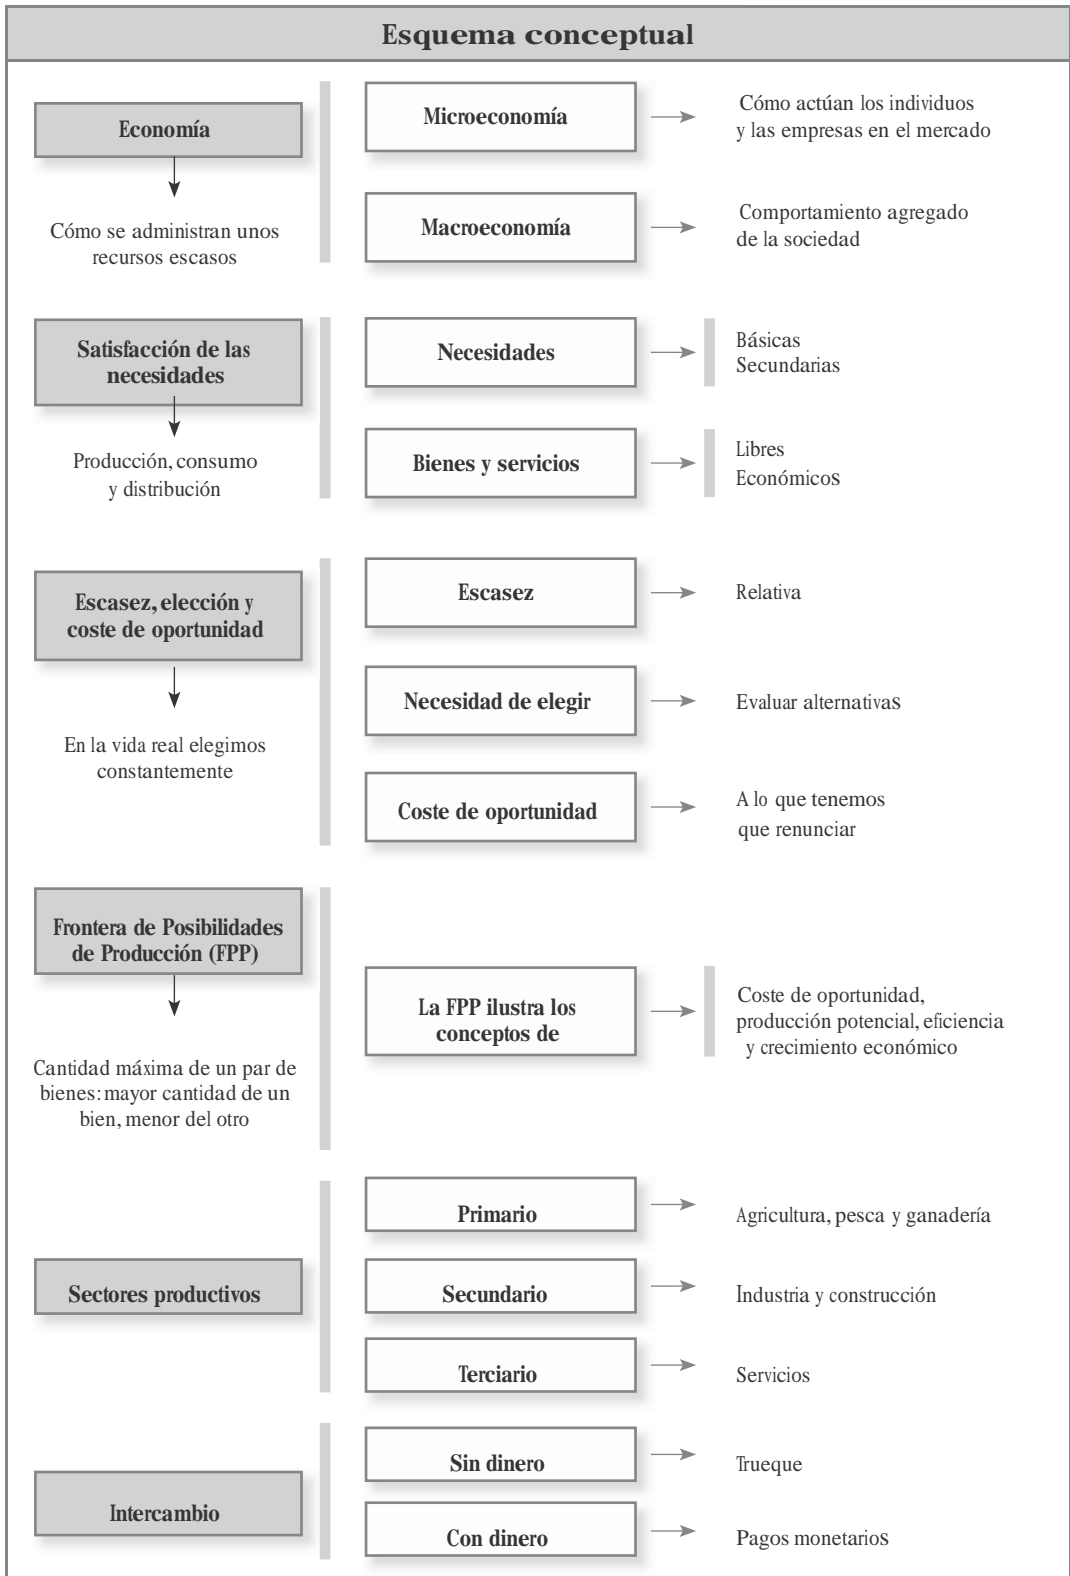 Esquema conceptual
Economía
Cómo se administran unos
recursos escasos
Microeconomía
Cómo actúan los individuos
y las empresas en el mercado
Macroeconomía
Comportamiento agregado
de la sociedad
Satisfacción de las
necesidades
Producción, consumo
y distribución
Necesidades
Básicas
Secundarias
Bienes y servicios
Libres
Económicos
Escasez, elección y
coste de oportunidad
En la vida real elegimos
constantemente
Escasez
Relativa
Necesidad de elegir
Evaluar alternativas
Coste de oportunidad
A lo que tenemos
que renunciar
Frontera de Posibilidades
de Producción (FPP)
Cantidad máxima de un par de
bienes: mayor cantidad de un
bien, menor del otro
La FPP ilustra los
conceptos de
Coste de oportunidad,
producción potencial, eficiencia
y crecimiento económico
Sectores productivos
Primario
Agricultura, pesca y ganadería
Secundario
Industria y construcción
Terciario
Servicios
Intercambio
Sin dinero
Trueque
Con dinero
Pagos monetarios